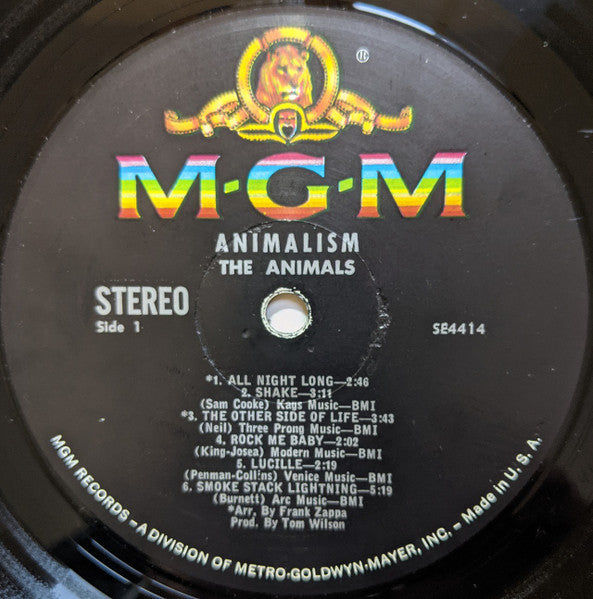 ®
M·G·M
ANIMALISM
THE ANIMALS
STEREO
Side 1
SE4414
*1. ALL NIGHT LONG—2:46
2. SHAKE—3:11
(Sam Cooke) Kags Music—BMI
*3. THE OTHER SIDE OF LIFE—3:43
(Neil) Three Prong Music—BMI
4. ROCK ME BABY—2:02
(King-Josea) Modern Music—BMI
5. LUCILLE—2:19
(Penman-Collins) Venice Music—BMI
6. SMOKE STACK LIGHTNING—5:19
(Burnett) Arc Music—BMI
*Arr. By Frank Zappa
Prod. By Tom Wilson
MGM RECORDS – A DIVISION OF METRO-GOLDWYN-MAYER, INC. – Made in U.S.A.